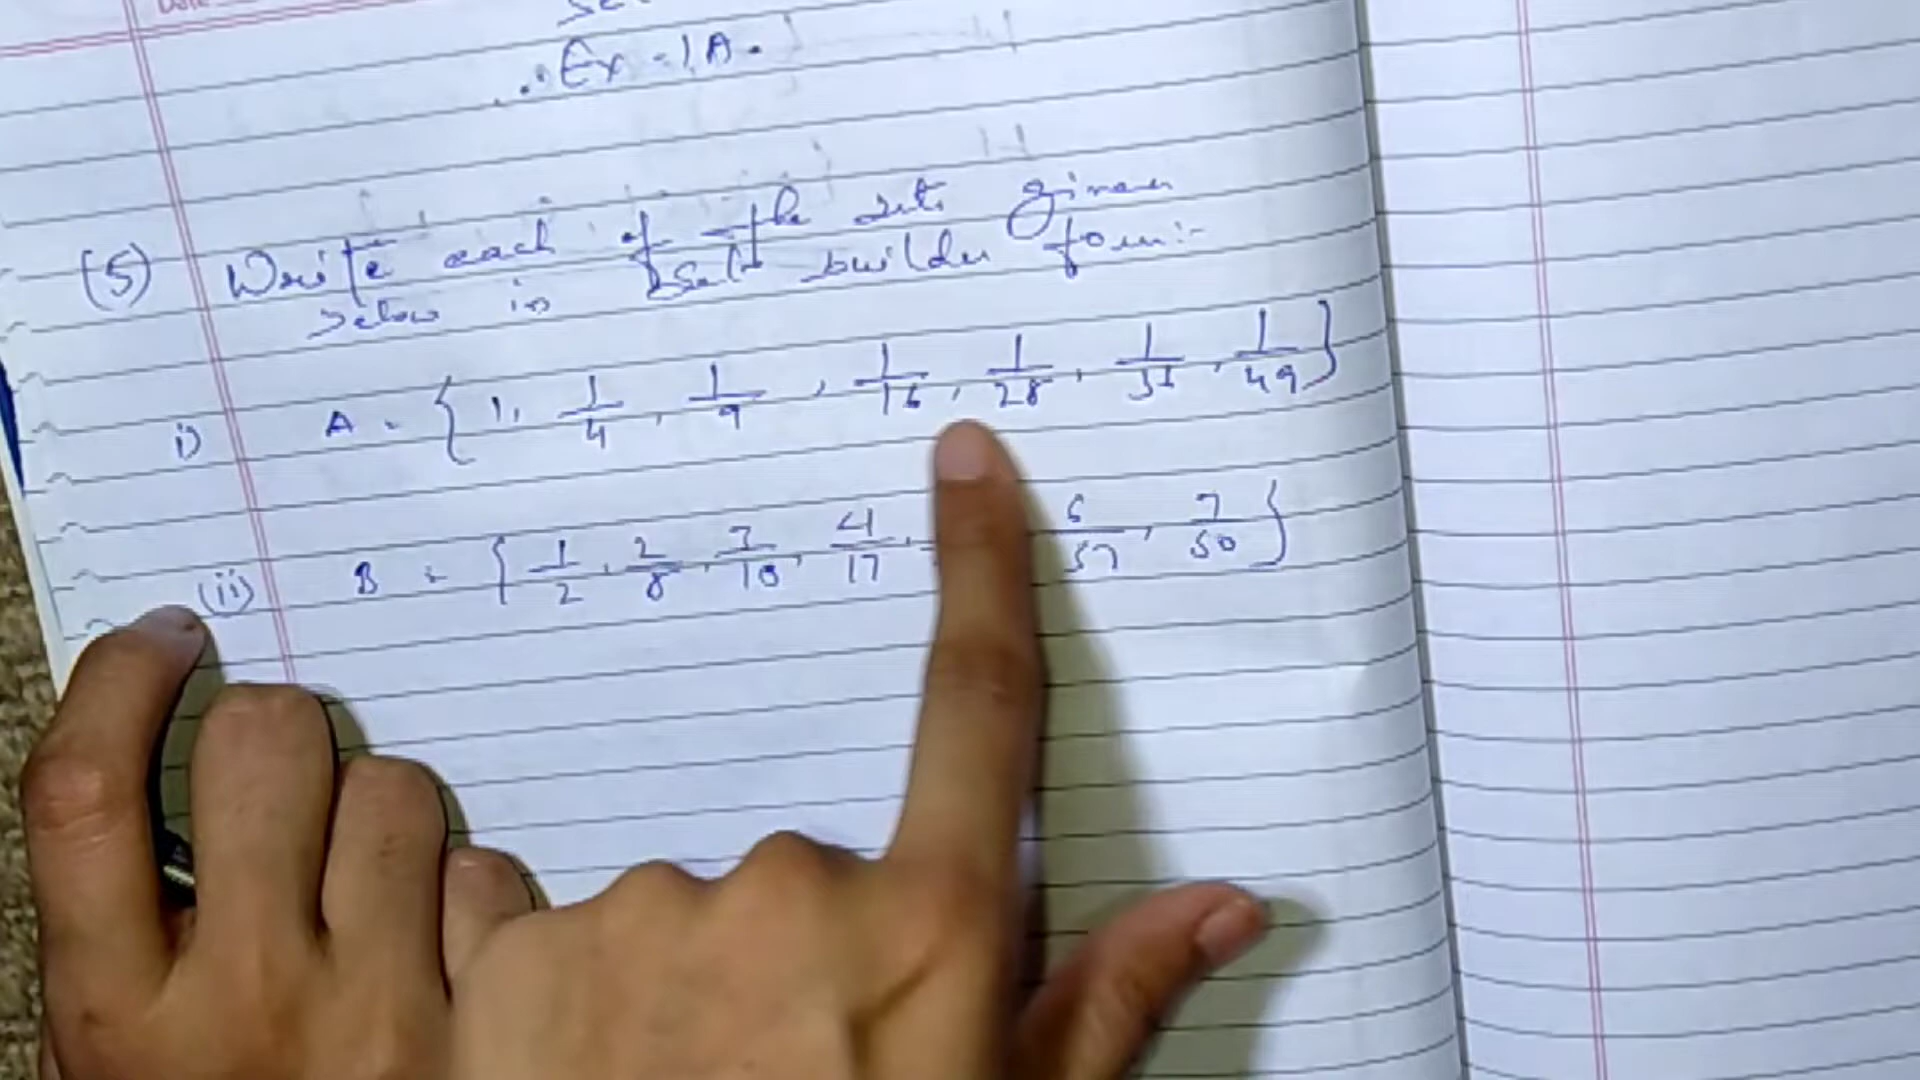 Date
Ex - 1A.
(5) Write each of the sets given
below in set builder form:-
i) A = { 1, 1/4, 1/9, 1/16, 1/25, 1/36, 1/49 }
(ii) B = { 1/2, 2/5, 3/10, 4/17, 6/37, 7/50 }